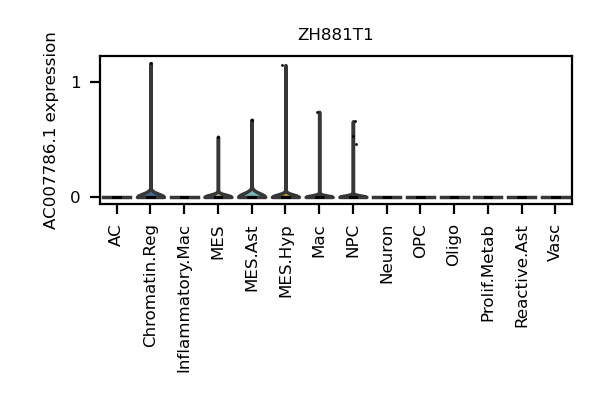 ZH881T1
AC007786.1 expression
1
0
AC
Chromatin.Reg
Inflammatory.Mac
MES
MES.Ast
MES.Hyp
Mac
NPC
Neuron
OPC
Oligo
Prolif.Metab
Reactive.Ast
Vasc